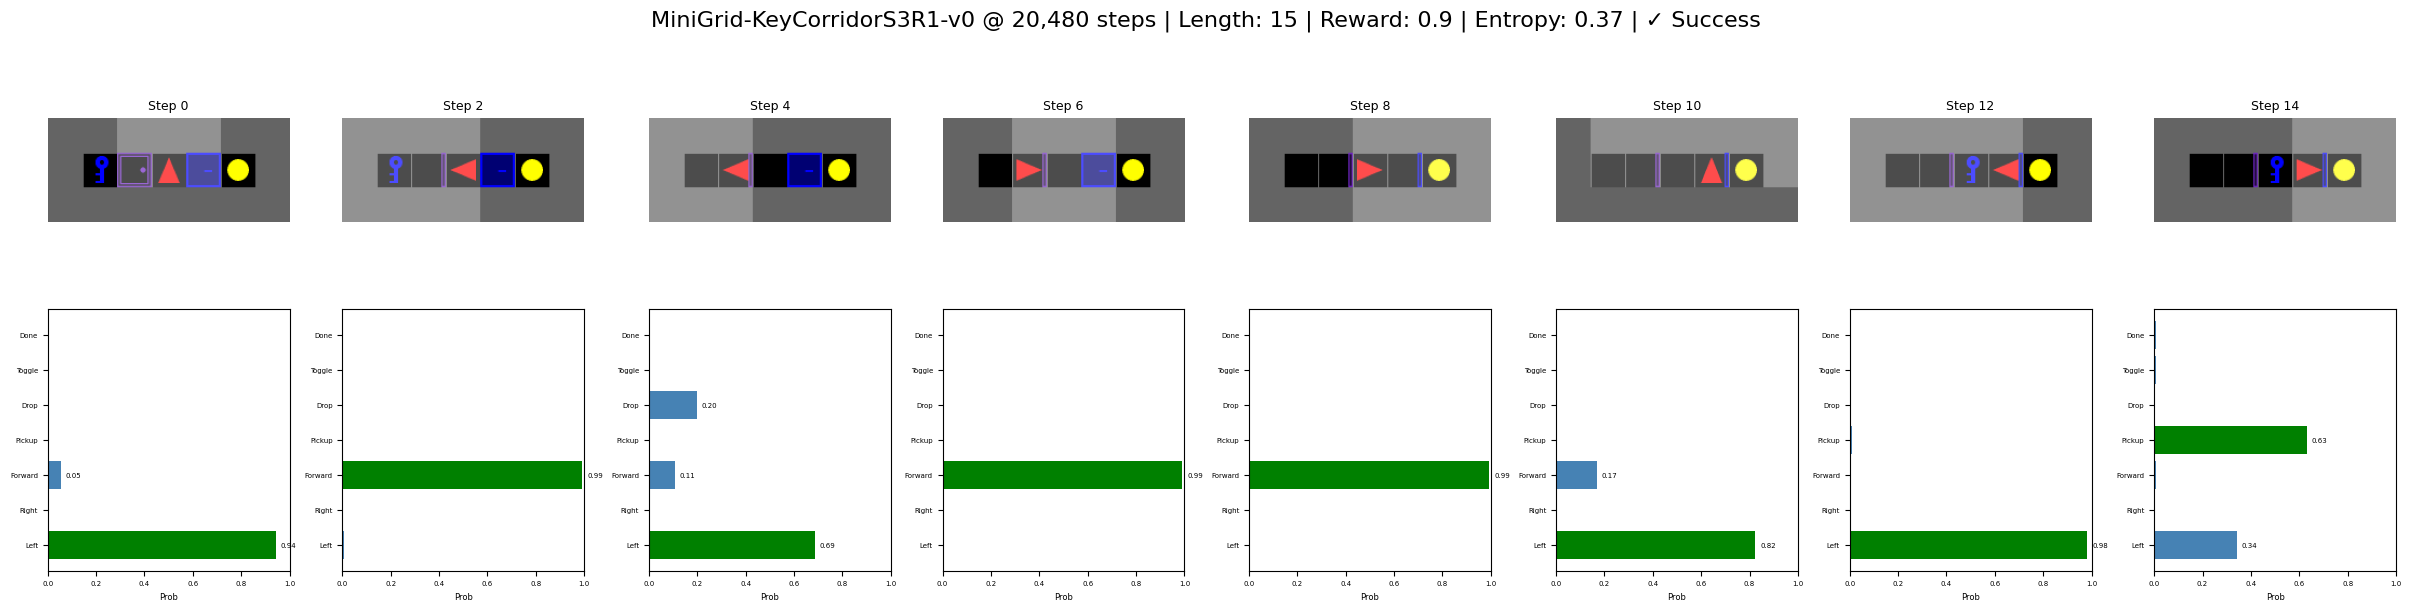 MiniGrid-KeyCorridorS3R1-v0 @ 20,480 steps | Length: 15 | Reward: 0.9 | Entropy: 0.37 | ✓ Success
Step 0
Step 2
Step 4
Step 6
Step 8
Step 10
Step 12
Step 14
Done
Toggle
Drop
Pickup
Forward
0.05
Right
Left
0.94
0.0 0.2 0.4 0.6 0.8 1.0
Prob
Done
Toggle
Drop
Pickup
Forward
0.99
Right
Left
0.0 0.2 0.4 0.6 0.8 1.0
Prob
Done
Toggle
Drop
0.20
Pickup
Forward
0.11
Right
Left
0.69
0.0 0.2 0.4 0.6 0.8 1.0
Prob
Done
Toggle
Drop
Pickup
Forward
0.99
Right
Left
0.0 0.2 0.4 0.6 0.8 1.0
Prob
Done
Toggle
Drop
Pickup
Forward
0.99
Right
Left
0.0 0.2 0.4 0.6 0.8 1.0
Prob
Done
Toggle
Drop
Pickup
Forward
0.17
Right
Left
0.82
0.0 0.2 0.4 0.6 0.8 1.0
Prob
Done
Toggle
Drop
Pickup
Forward
Right
Left
0.98
0.0 0.2 0.4 0.6 0.8 1.0
Prob
Done
Toggle
Drop
Pickup
0.63
Forward
Right
Left
0.34
0.0 0.2 0.4 0.6 0.8 1.0
Prob